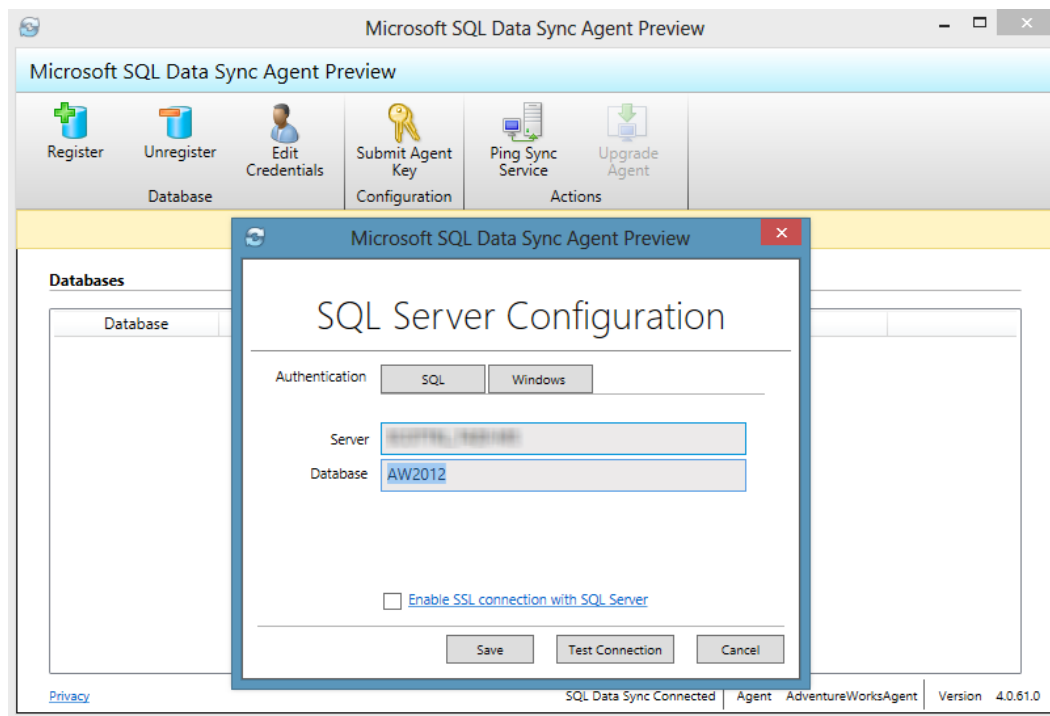 Microsoft SQL Data Sync Agent Preview
Microsoft SQL Data Sync Agent Preview
Register
Unregister
Edit
Credentials
Submit Agent
Key
Ping Sync
Service
Upgrade
Agent
Database
Configuration
Actions
Microsoft SQL Data Sync Agent Preview
Databases
Database
SQL Server Configuration
Authentication SQL Windows
Server
Database AW2012
Enable SSL connection with SQL Server
Save Test Connection Cancel
Privacy SQL Data Sync Connected Agent AdventureWorksAgent Version 4.0.61.0